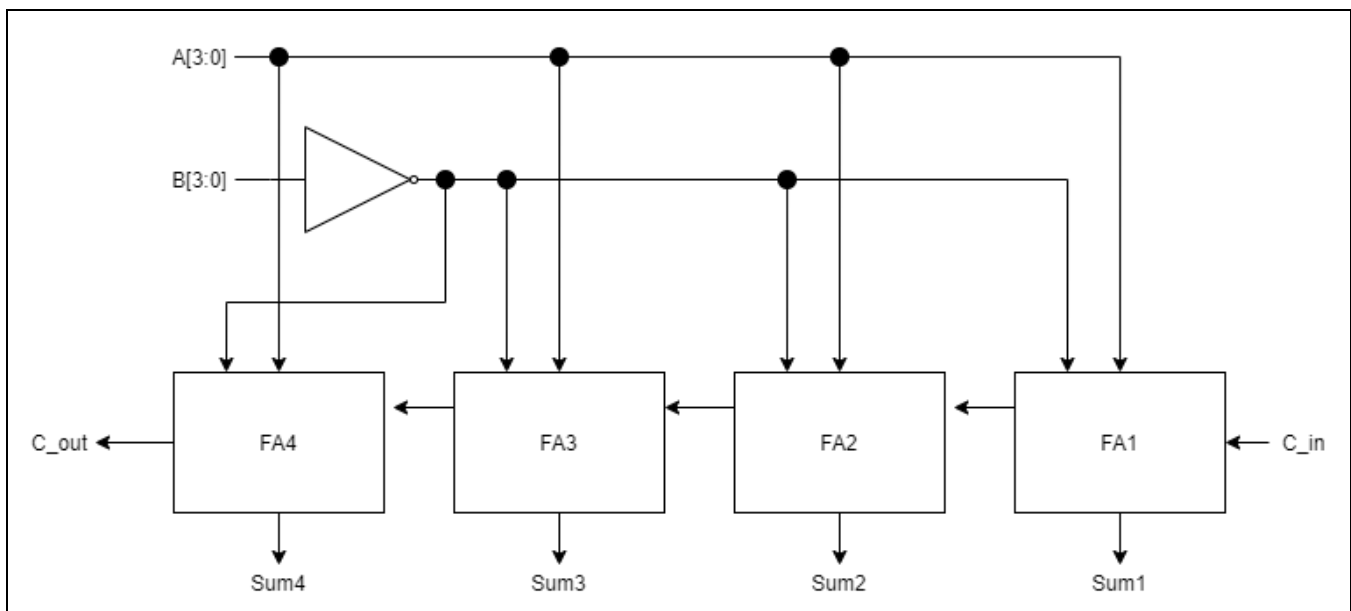 A[3:0]
B[3:0]
C_out
FA4
FA3
FA2
FA1
C_in
Sum4
Sum3
Sum2
Sum1